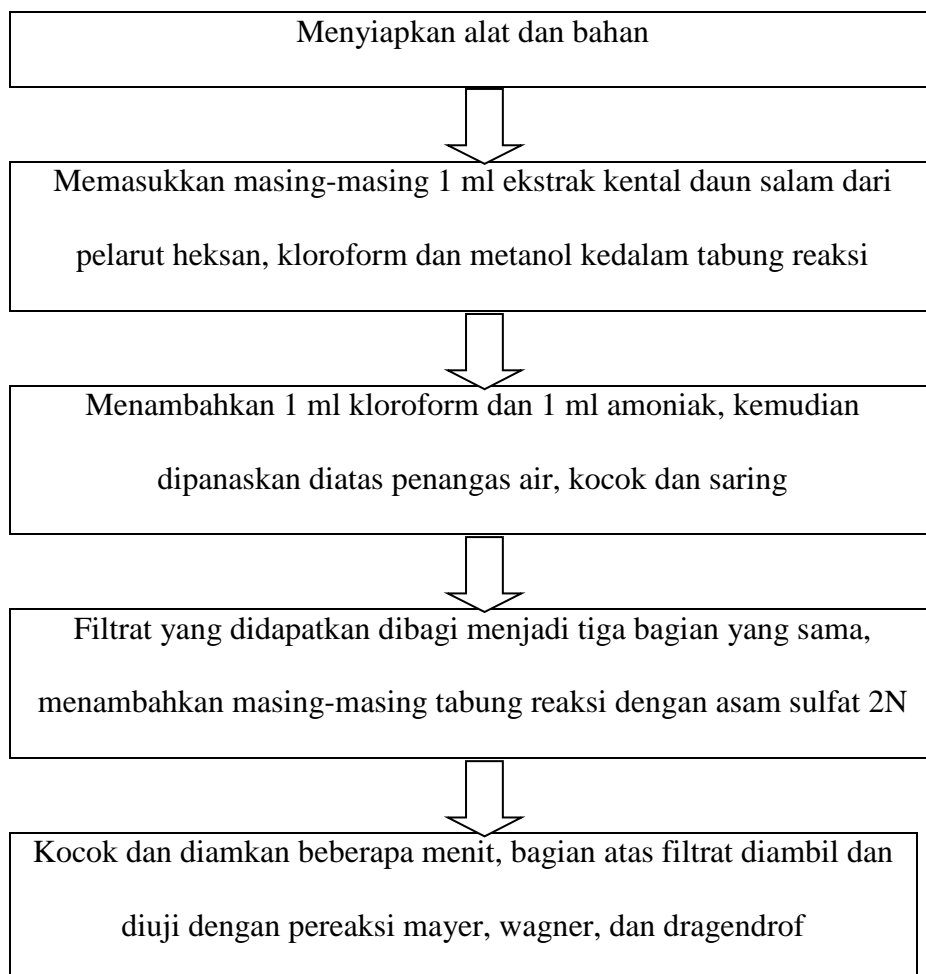 Menyiapkan alat dan bahan
Memasukkan masing-masing 1 ml ekstrak kental daun salam dari
pelarut heksan, kloroform dan metanol kedalam tabung reaksi
Menambahkan 1 ml kloroform dan 1 ml amoniak, kemudian
dipanaskan diatas penangas air, kocok dan saring
Filtrat yang didapatkan dibagi menjadi tiga bagian yang sama,
menambahkan masing-masing tabung reaksi dengan asam sulfat 2N
Kocok dan diamkan beberapa menit, bagian atas filtrat diambil dan
diuji dengan pereaksi mayer, wagner, dan dragendrof